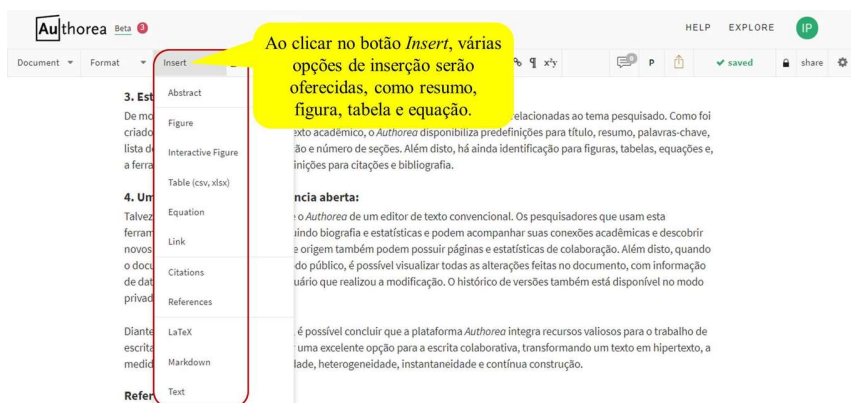 Authorea Beta 3
HELP EXPLORE IP
Ao clicar no botão Insert, várias
opções de inserção serão
oferecidas, como resumo,
figura, tabela e equação.
Document Format Insert ¶ x²y P saved share
Abstract
Figure
Interactive Figure
Table (csv, xlsx)
Equation
Link
Citations
References
LaTeX
Markdown
Text
3. Est
De mo relacionadas ao tema pesquisado. Como foi
criado exto acadêmico, o Authorea disponibiliza predefinições para título, resumo, palavras-chave,
lista de ão e número de seções. Além disto, há ainda identificação para figuras, tabelas, equações e,
a ferra inições para citações e bibliografia.
4. Um ncia aberta:
Talvez o Authorea de um editor de texto convencional. Os pesquisadores que usam esta
ferram uindo biografia e estatísticas e podem acompanhar suas conexões acadêmicas e descobrir
novos e origem também podem possuir páginas e estatísticas de colaboração. Além disto, quando
o docu do público, é possível visualizar todas as alterações feitas no documento, com informação
de dat uário que realizou a modificação. O histórico de versões também está disponível no modo
privad
Diante é possível concluir que a plataforma Authorea integra recursos valiosos para o trabalho de
escrita uma excelente opção para a escrita colaborativa, transformando um texto em hipertexto, a
medid lade, heterogeneidade, instantaneidade e contínua construção.
Refer